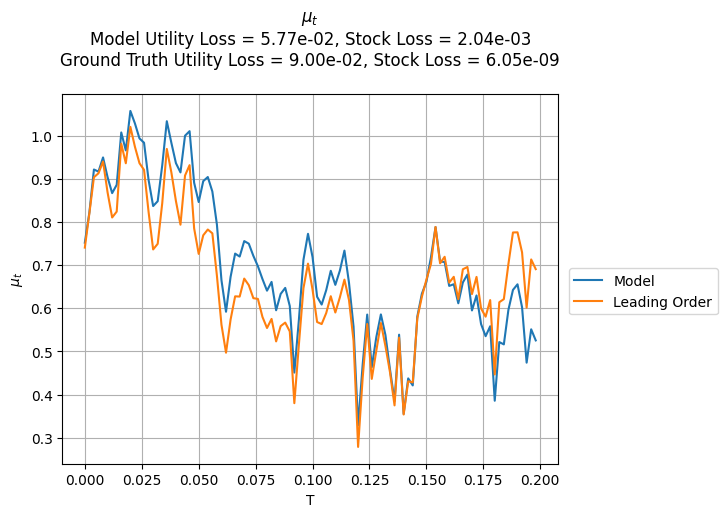 μt
Model Utility Loss = 5.77e-02, Stock Loss = 2.04e-03
Ground Truth Utility Loss = 9.00e-02, Stock Loss = 6.05e-09
1.0
0.9
0.8
0.7
0.6
0.5
0.4
0.3
μt
0.000 0.025 0.050 0.075 0.100 0.125 0.150 0.175 0.200
T
Model
Leading Order